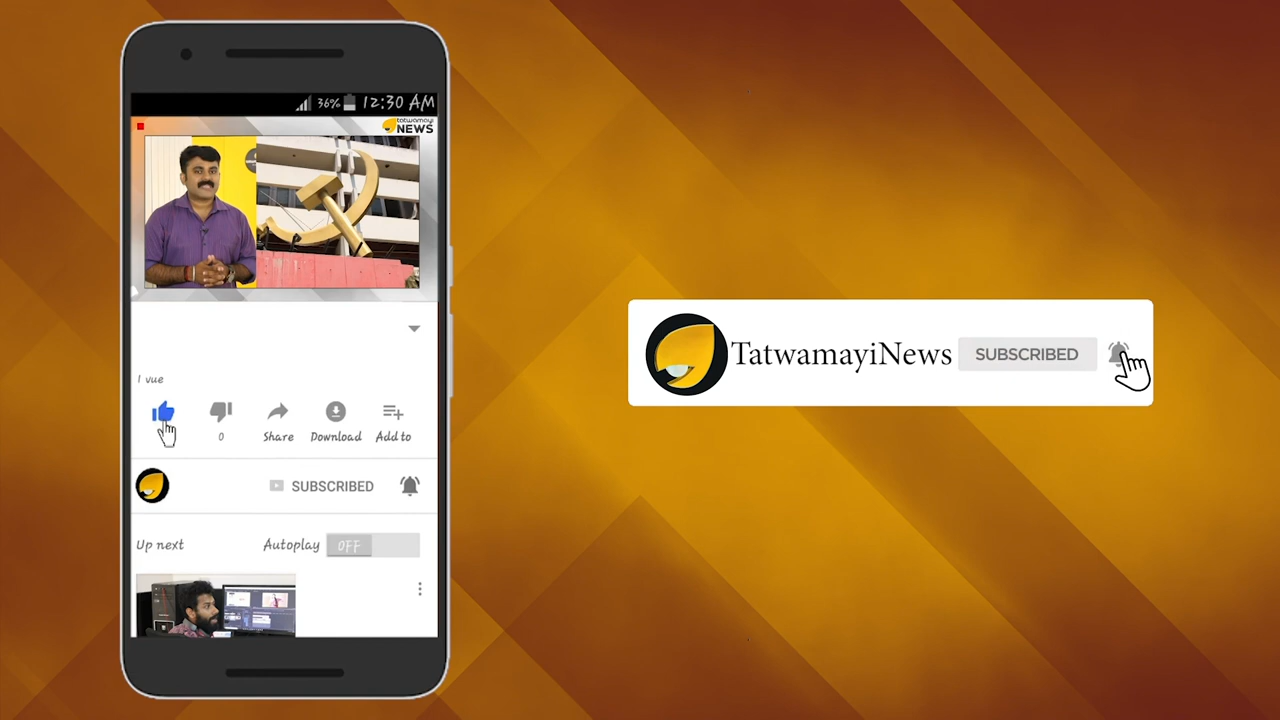 36% 12:30 AM
tatwamayi
NEWS
1 vue
0 Share Download Add to
SUBSCRIBED
Up next Autoplay OFF
TatwamayiNews SUBSCRIBED